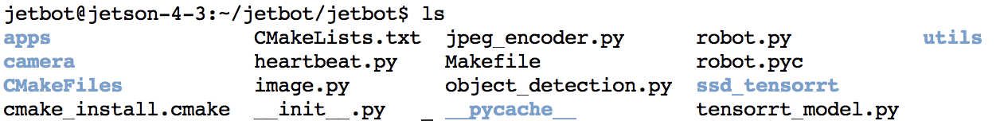 jetbot@jetson-4-3:~/jetbot/jetbot$ ls
apps CMakeLists.txt jpeg_encoder.py robot.py utils
camera heartbeat.py Makefile robot.pyc
CMakeFiles image.py object_detection.py ssd_tensorrt
cmake_install.cmake __init__.py _ __pycache__ tensorrt_model.py